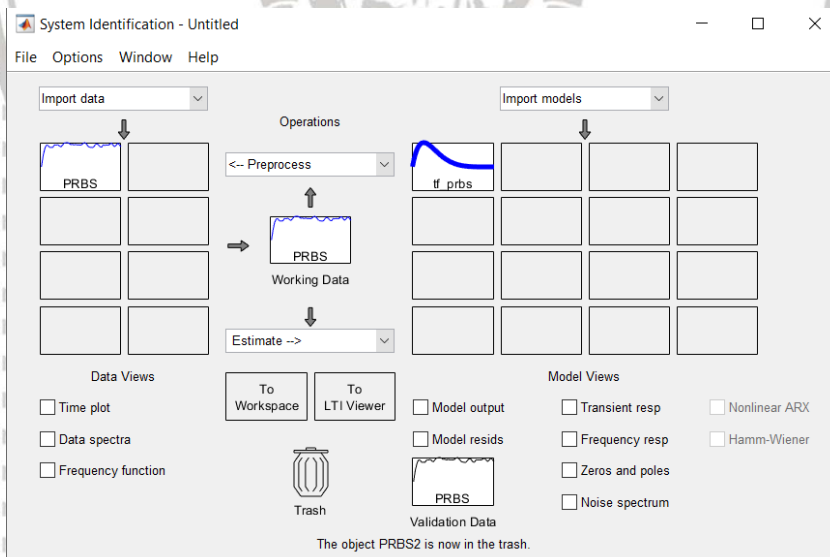 System Identification - Untitled
File Options Window Help
Import data
Import models
Operations
<-- Preprocess
PRBS
tf_prbs
PRBS
Working Data
Estimate -->
Data Views
Model Views
To
Workspace
To
LTI Viewer
Time plot
Data spectra
Frequency function
Model output
Model resids
Transient resp
Frequency resp
Zeros and poles
Noise spectrum
Nonlinear ARX
Hamm-Wiener
Trash
PRBS
Validation Data
The object PRBS2 is now in the trash.